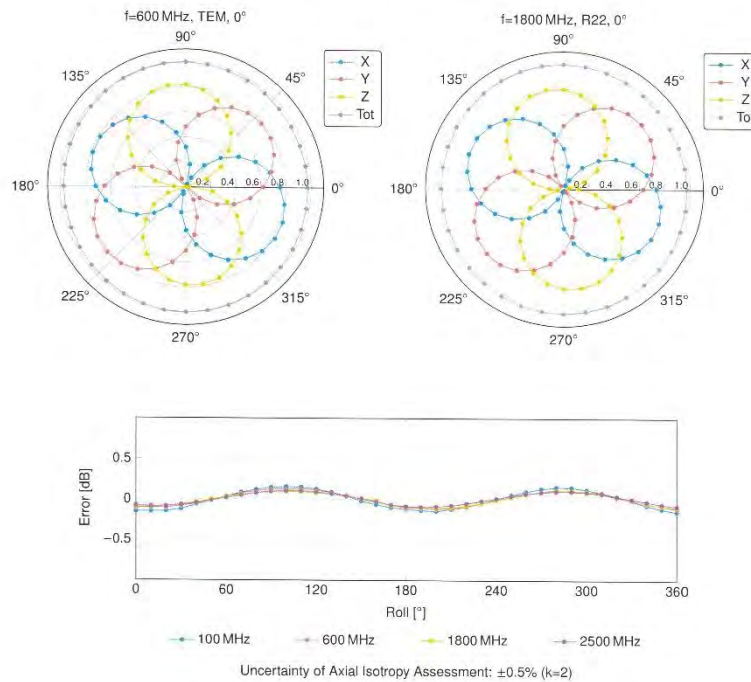 f=600 MHz, TEM, 0°
90°
135°
45°
X
Y
Z
Tot
180°
0.2 0.4 0.6 0.8 1.0
0°
225°
315°
270°
f=1800 MHz, R22, 0°
90°
135°
45°
X
Y
Z
Tot
180°
0.2 0.4 0.6 0.8 1.0
0°
225°
315°
270°
Error [dB]
0.5
0
−0.5
0 60 120 180 240 300 360
Roll [°]
100 MHz 600 MHz 1800 MHz 2500 MHz
Uncertainty of Axial Isotropy Assessment: ±0.5% (k=2)